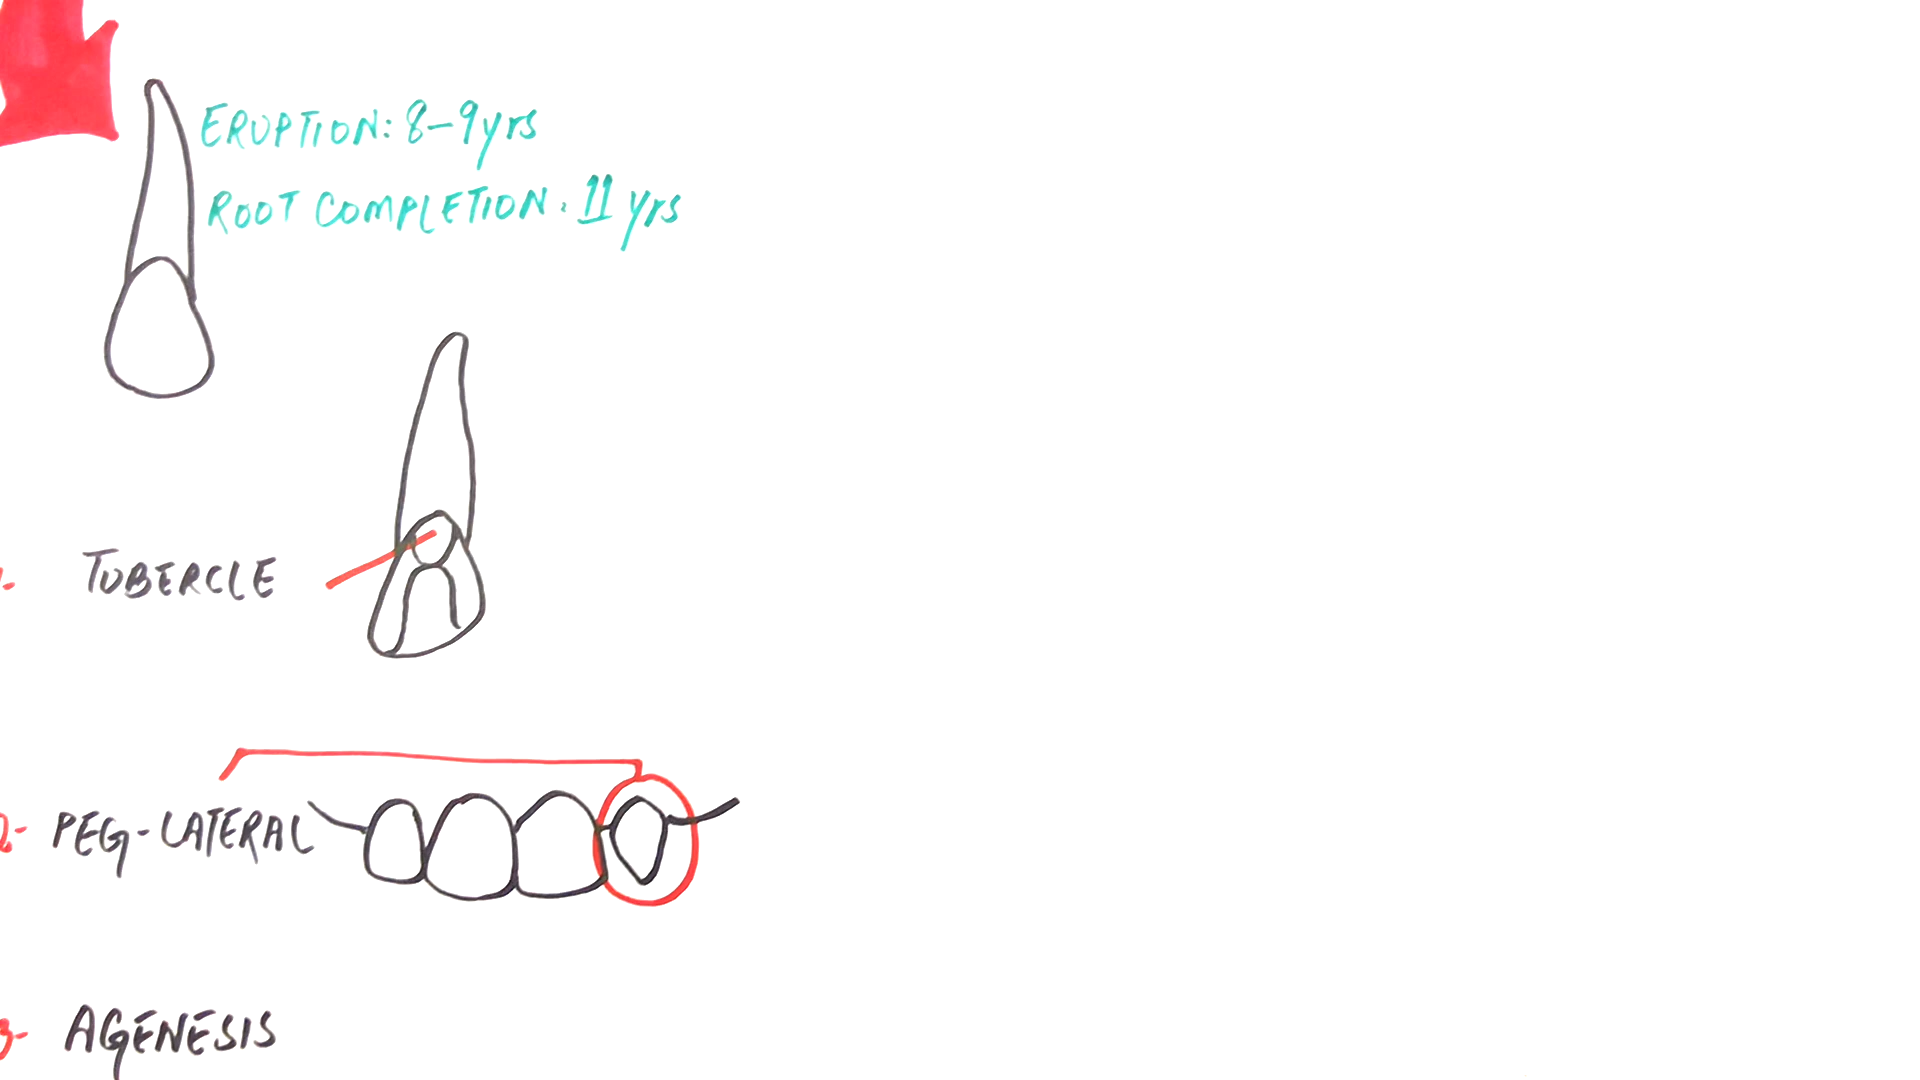 ERUPTION: 8-9yrs
ROOT COMPLETION: 11 yrs
TUBERCLE
2- PEG-LATERAL
3- AGENESIS